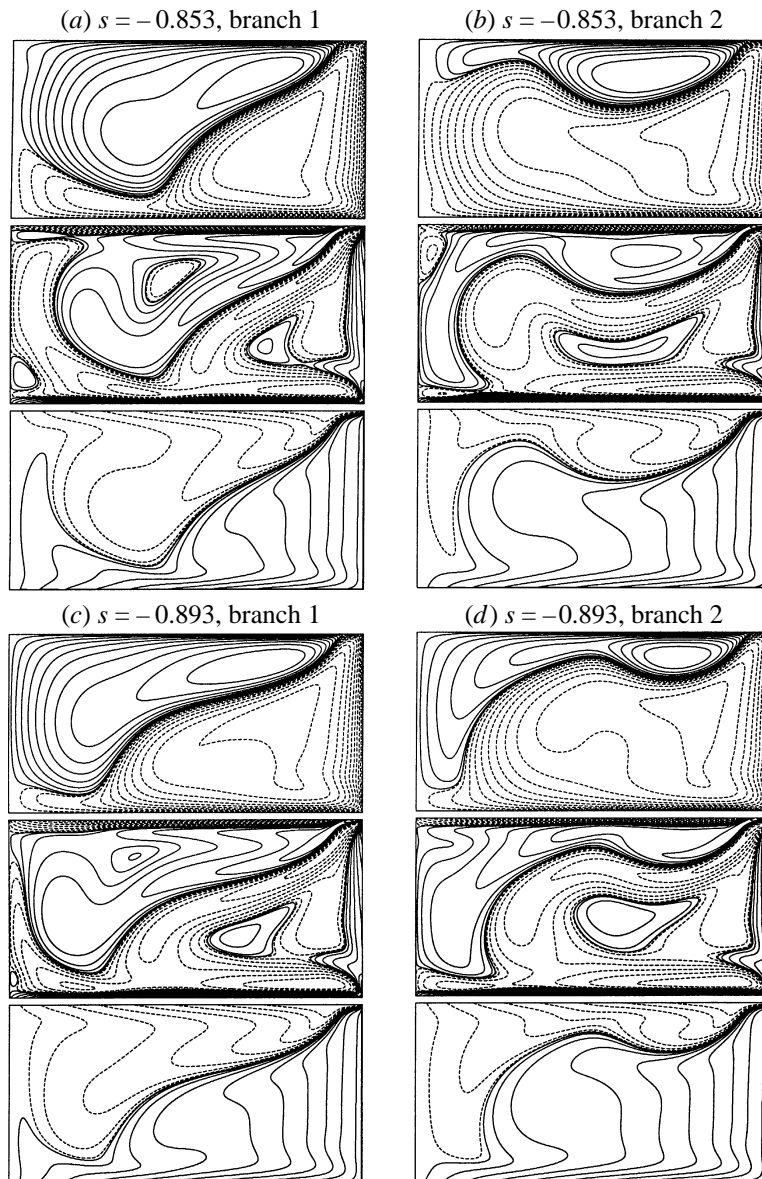 (a) s = – 0.853, branch 1
(b) s = – 0.853, branch 2
(c) s = – 0.893, branch 1
(d) s = – 0.893, branch 2